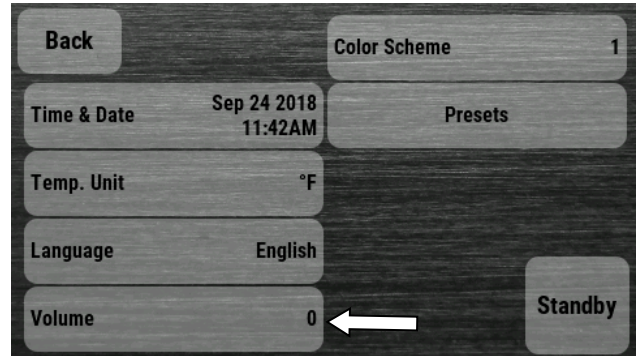 Back
Color Scheme 1
Time & Date Sep 24 2018
11:42AM
Presets
Temp. Unit °F
Language English
Volume 0
Standby